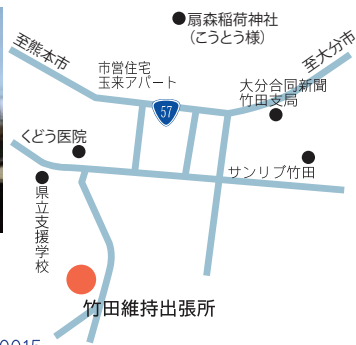 扇森稲荷神社
(こうとう様)
至熊本市
至大分市
市営住宅
玉来アパート
57
大分合同新聞
竹田支局
くどう医院
サンリブ竹田
県立支援学校
竹田維持出張所